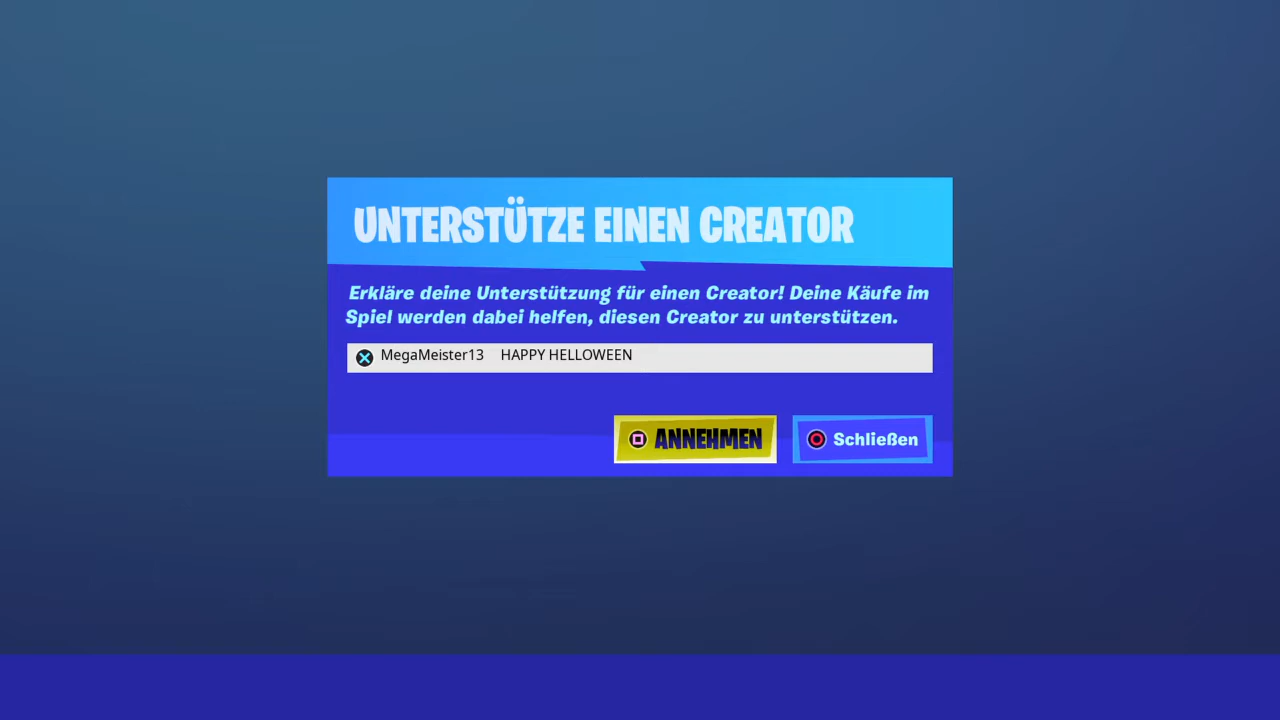 UNTERSTÜTZE EINEN CREATOR
Erkläre deine Unterstützung für einen Creator! Deine Käufe im
Spiel werden dabei helfen, diesen Creator zu unterstützen.
MegaMeister13 HAPPY HELLOWEEN
ANNEHMEN Schließen